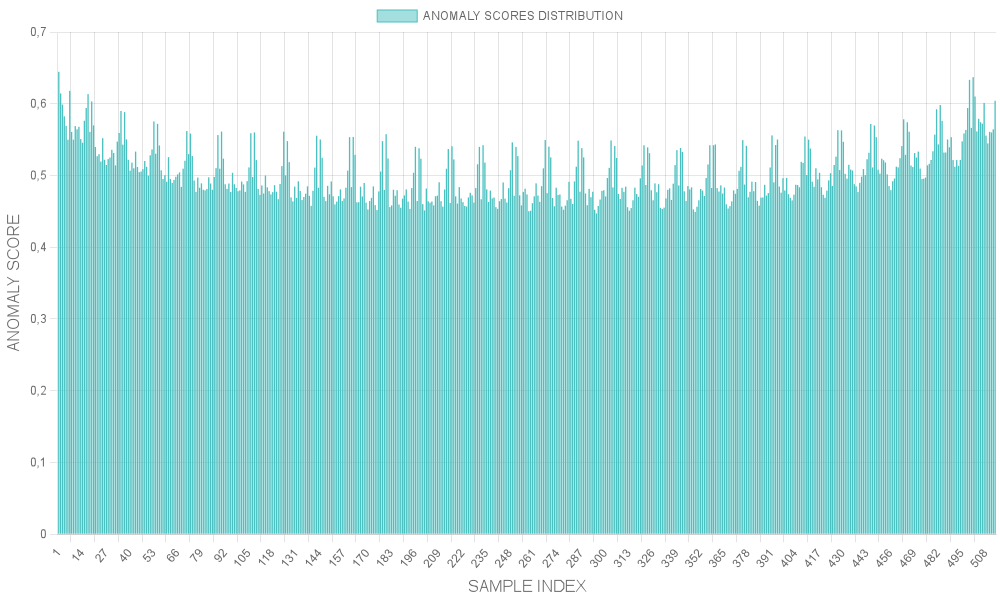 ANOMALY SCORES DISTRIBUTION
0,7
0,6
0,5
0,4
0,3
0,2
0,1
0
ANOMALY SCORE
1 14 27 40 53 66 79 92 105 118 131 144 157 170 183 196 209 222 235 248 261 274 287 300 313 326 339 352 365 378 391 404 417 430 443 456 469 482 495 508
SAMPLE INDEX